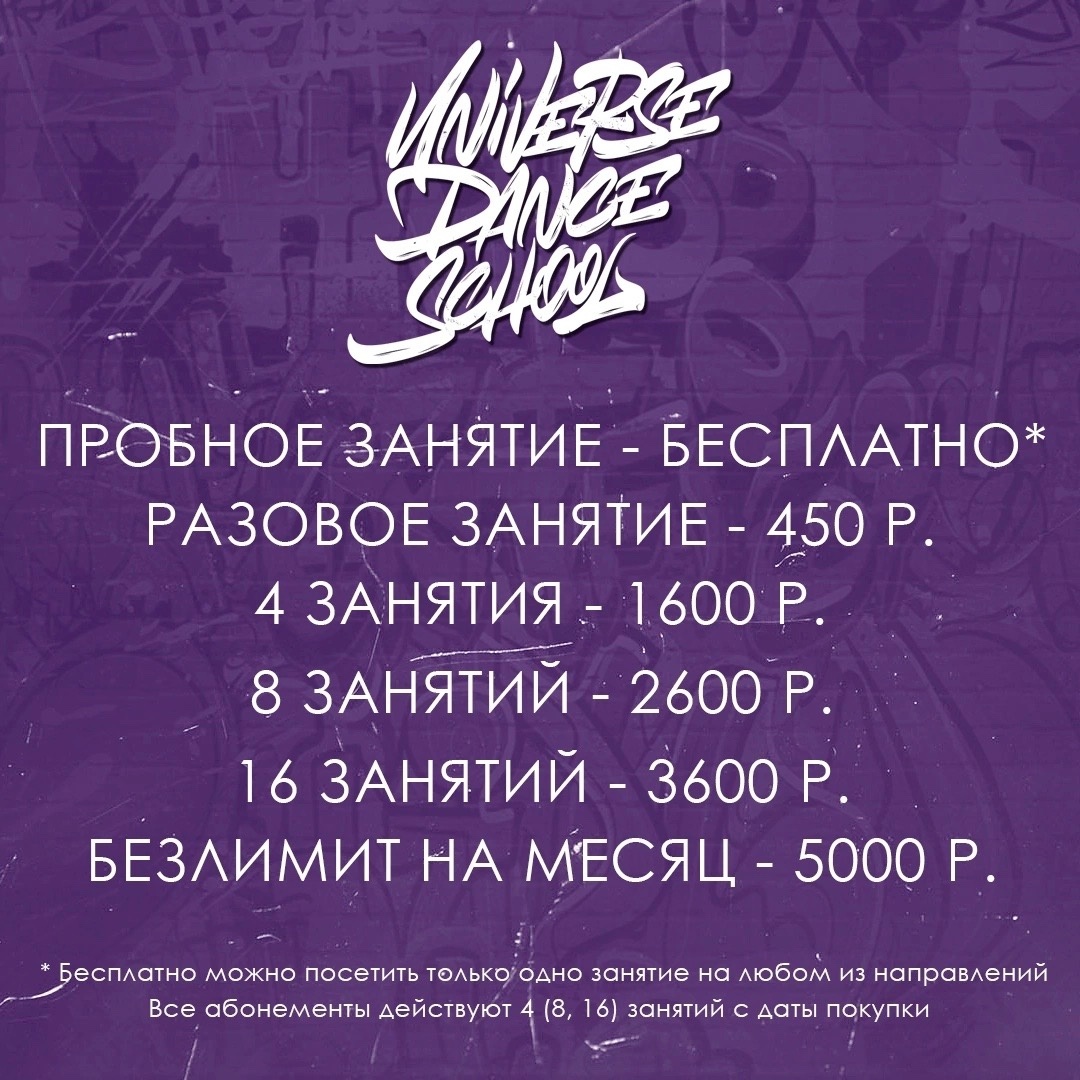 UNiVERSE
DANCE
SCHOOL
ПРОБНОЕ ЗАНЯТИЕ - БЕСПЛАТНО*
РАЗОВОЕ ЗАНЯТИЕ - 450 Р.
4 ЗАНЯТИЯ - 1600 Р.
8 ЗАНЯТИЙ - 2600 Р.
16 ЗАНЯТИЙ - 3600 Р.
БЕЗЛИМИТ НА МЕСЯЦ - 5000 Р.
* Бесплатно можно посетить только одно занятие на любом из направлений
Все абонементы действуют 4 (8, 16) занятий с даты покупки